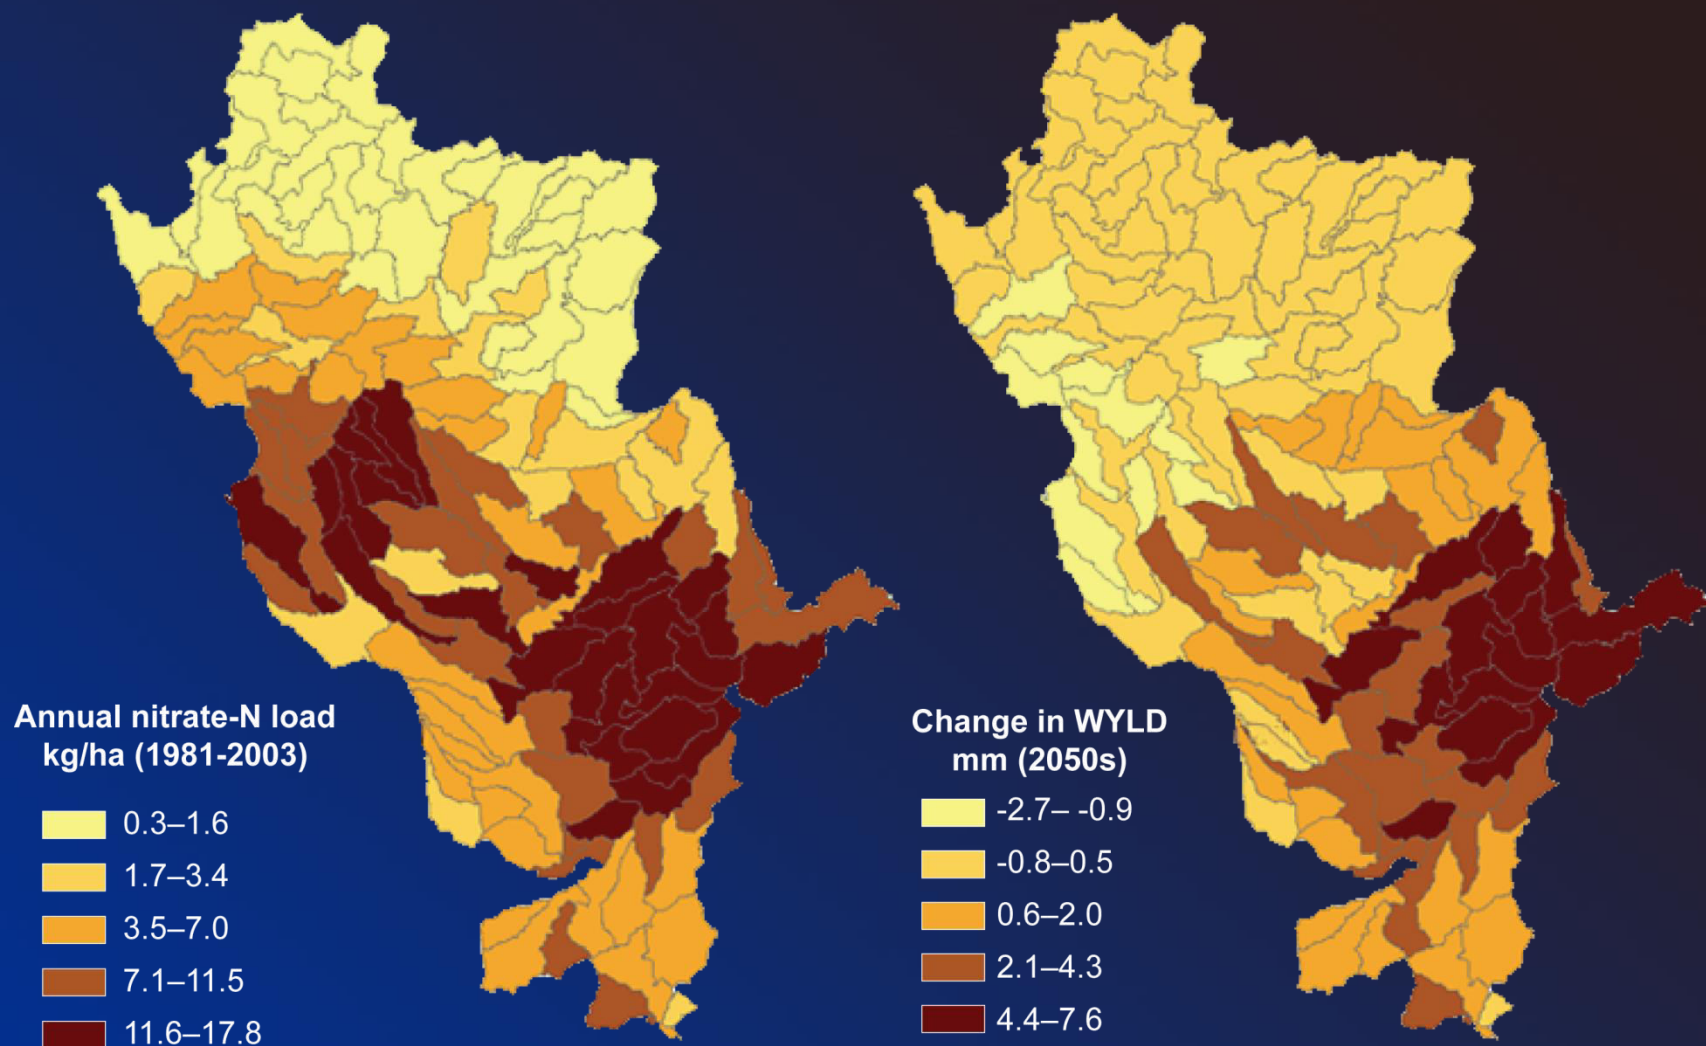 Annual nitrate-N load
kg/ha (1981-2003)
0.3–1.6
1.7–3.4
3.5–7.0
7.1–11.5
11.6–17.8
Change in WYLD
mm (2050s)
-2.7– -0.9
-0.8–0.5
0.6–2.0
2.1–4.3
4.4–7.6